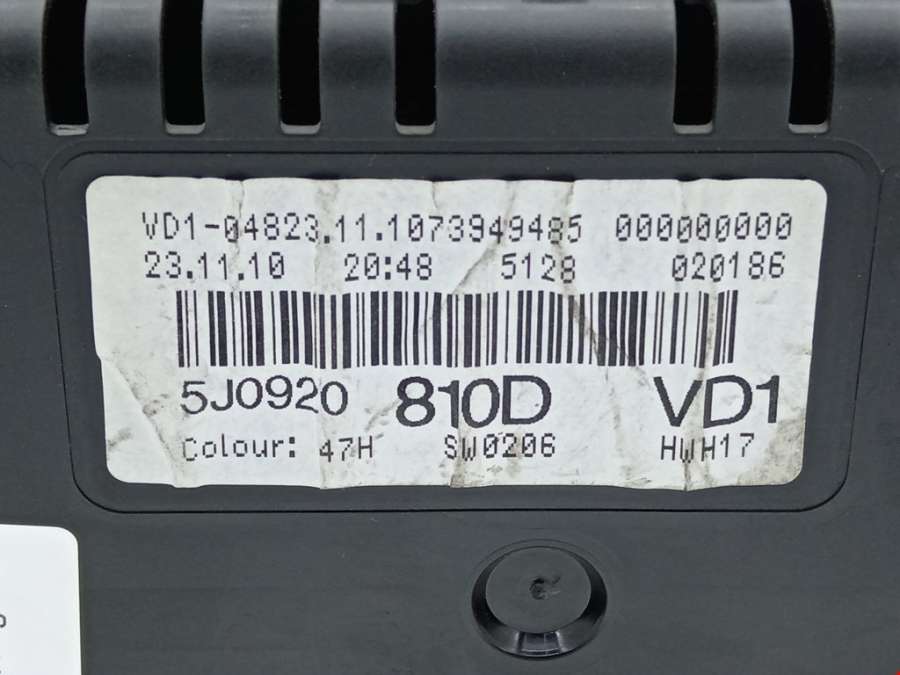 VD1-04823.11.1073949485 000000000
23.11.10 20:48 5128 020186
5J0920 810D VD1
Colour: 47H SW0206 HWH17